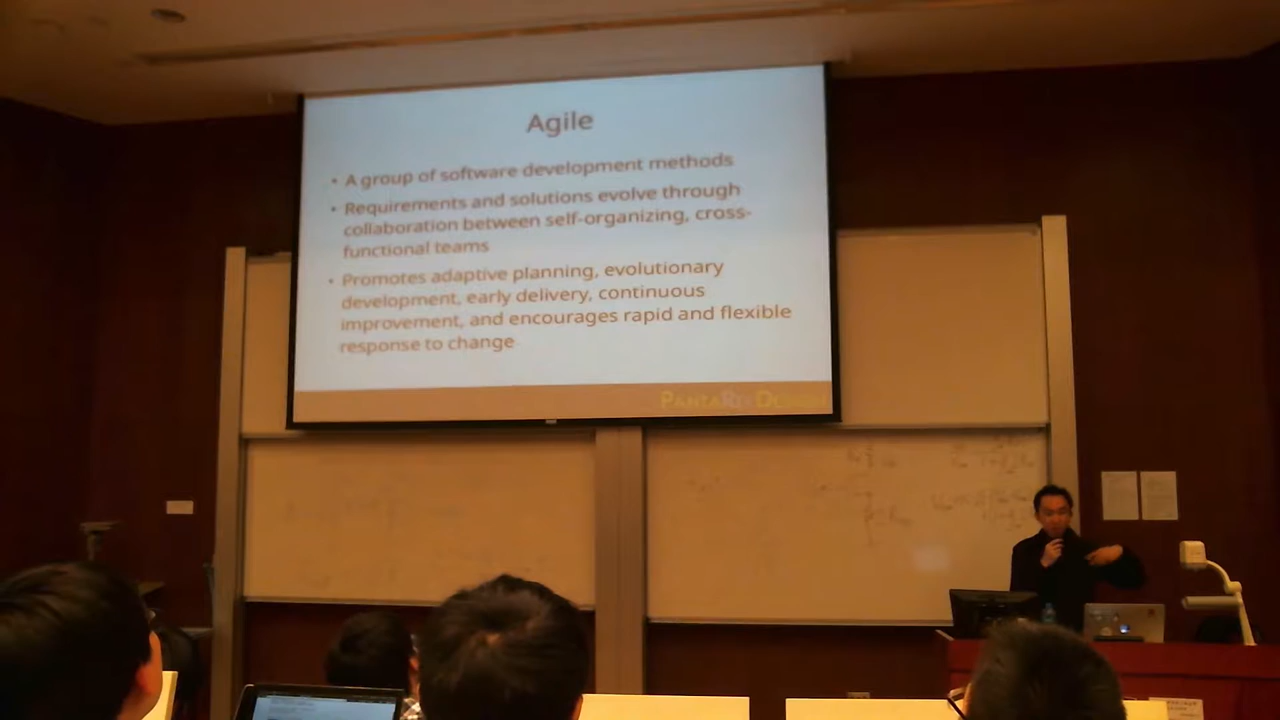 Agile
• A group of software development methods
• Requirements and solutions evolve through
collaboration between self-organizing, cross-
functional teams
• Promotes adaptive planning, evolutionary
development, early delivery, continuous
improvement, and encourages rapid and flexible
response to change
PANTAREI DESIGN